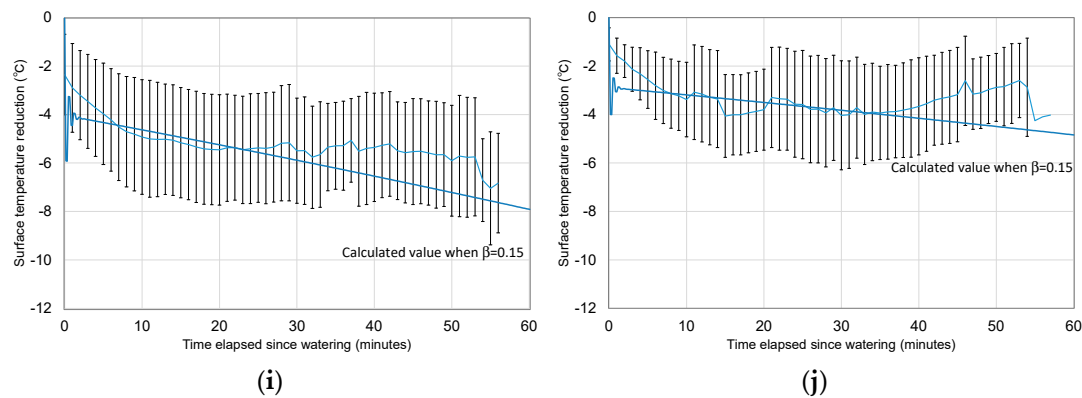 0
-2
-4
-6
-8
-10
-12
Surface temperature reduction (°C)
Calculated value when β=0.15
0 10 20 30 40 50 60
Time elapsed since watering (minutes)
(i)
0
-2
-4
-6
-8
-10
-12
Surface temperature reduction (°C)
Calculated value when β=0.15
0 10 20 30 40 50 60
Time elapsed since watering (minutes)
(j)